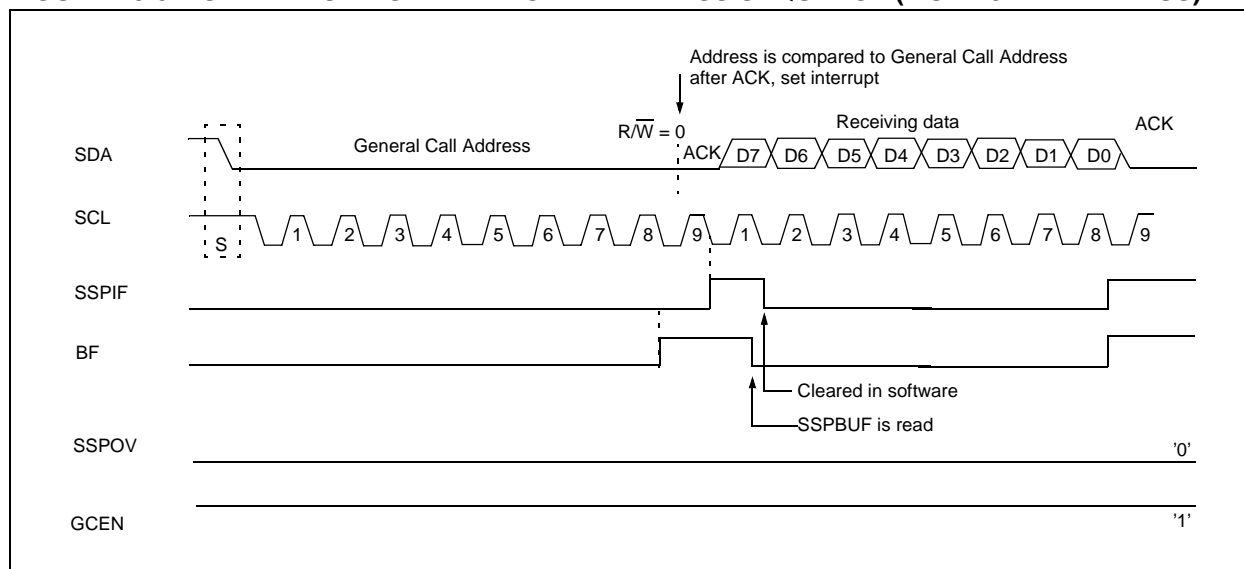 Address is compared to General Call Address
after ACK, set interrupt
R/W = 0
Receiving data
ACK
SDA
General Call Address
ACK
D7 D6 D5 D4 D3 D2 D1 D0
SCL
S
1 2 3 4 5 6 7 8 9 1 2 3 4 5 6 7 8 9
SSPIF
BF
Cleared in software
SSPBUF is read
SSPOV
'0'
GCEN
'1'